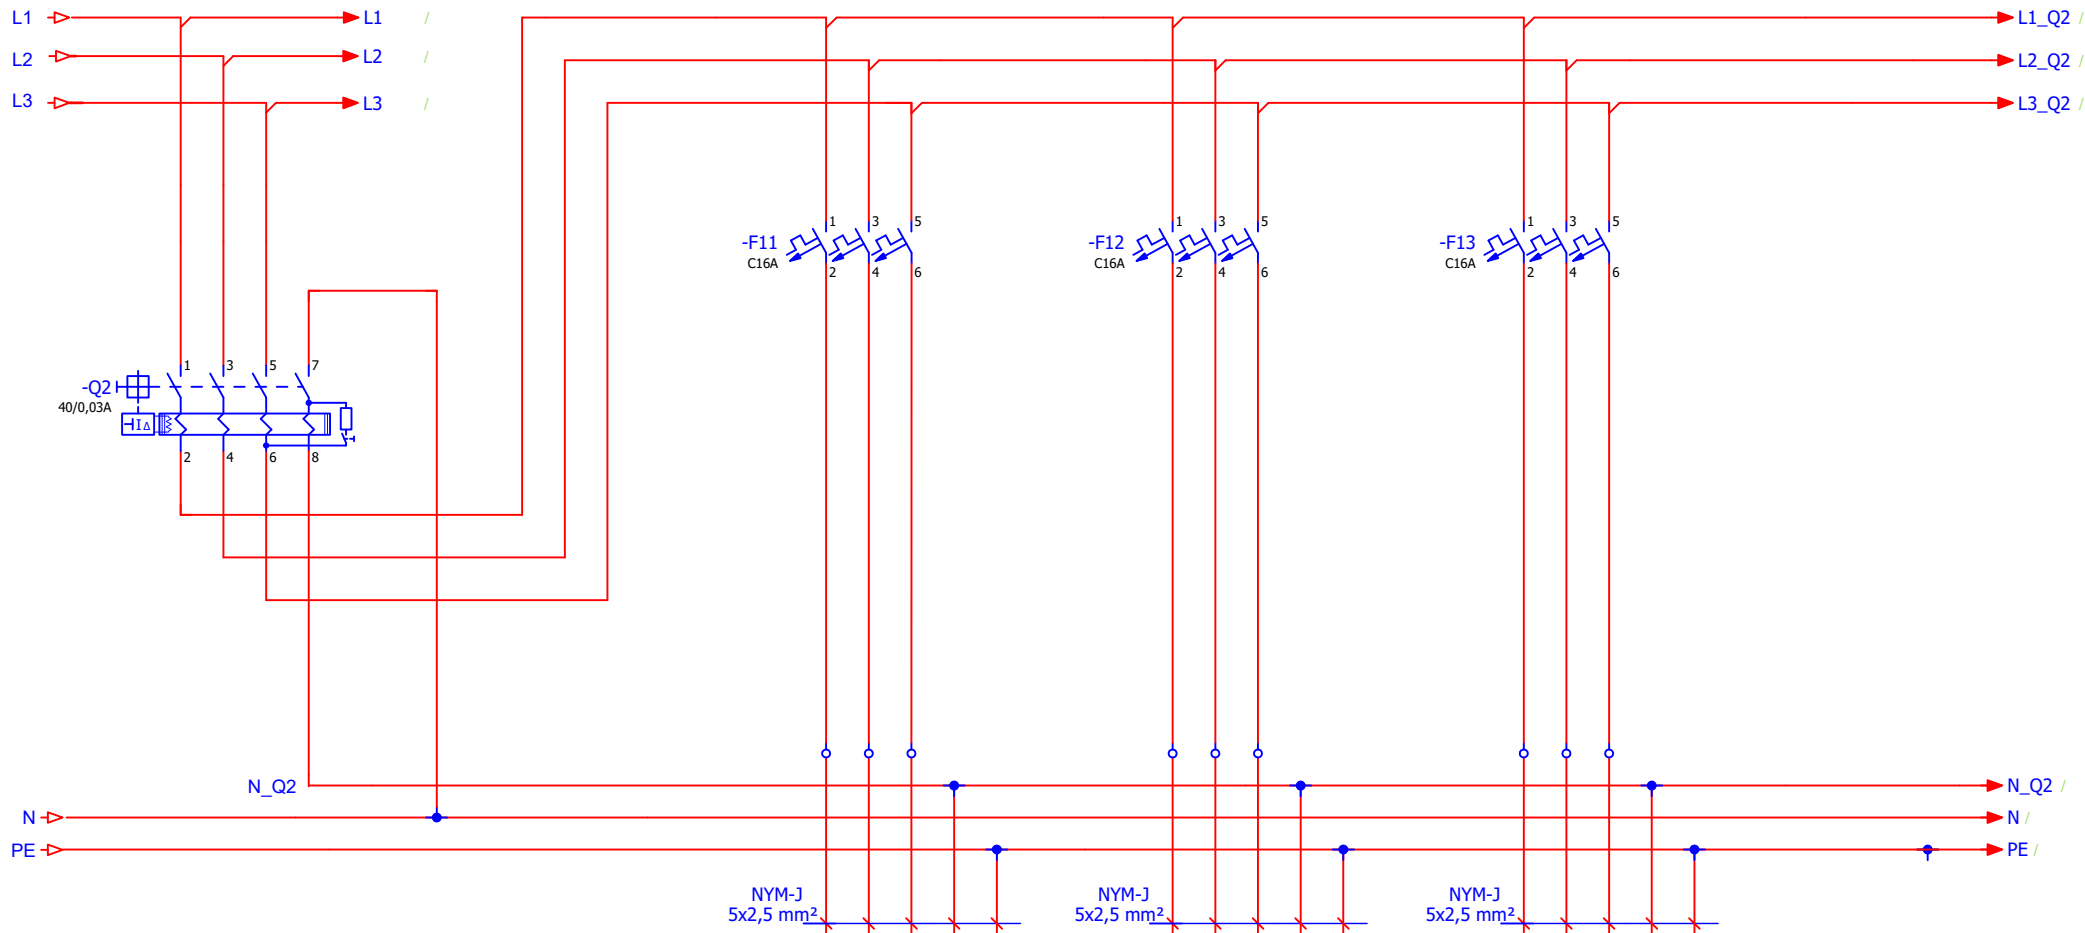 L1 L1 / L1_Q2 /
L2 L2 / L2_Q2 /
L3 L3 / L3_Q2 /
1 3 5 1 3 5 1 3 5
-F11 -F12 -F13
C16A C16A C16A
2 4 6 2 4 6 2 4 6
1 3 5 7
-Q2
40/0,03A
I Δ
2 4 6 8
N_Q2 N_Q2 /
N N /
PE PE /
NYM-J NYM-J NYM-J
5x2,5 mm² 5x2,5 mm² 5x2,5 mm²